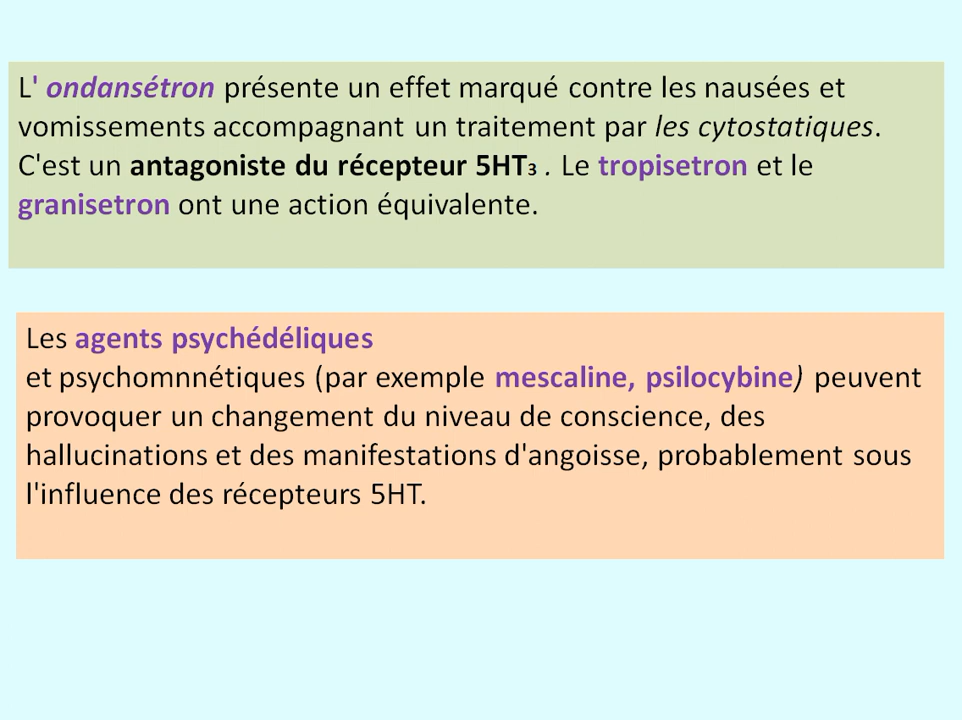 L' ondansétron présente un effet marqué contre les nausées et
vomissements accompagnant un traitement par les cytostatiques.
C'est un antagoniste du récepteur 5HT₃ . Le tropisetron et le
granisetron ont une action équivalente.
Les agents psychédéliques
et psychomnnétiques (par exemple mescaline, psilocybine) peuvent
provoquer un changement du niveau de conscience, des
hallucinations et des manifestations d'angoisse, probablement sous
l'influence des récepteurs 5HT.